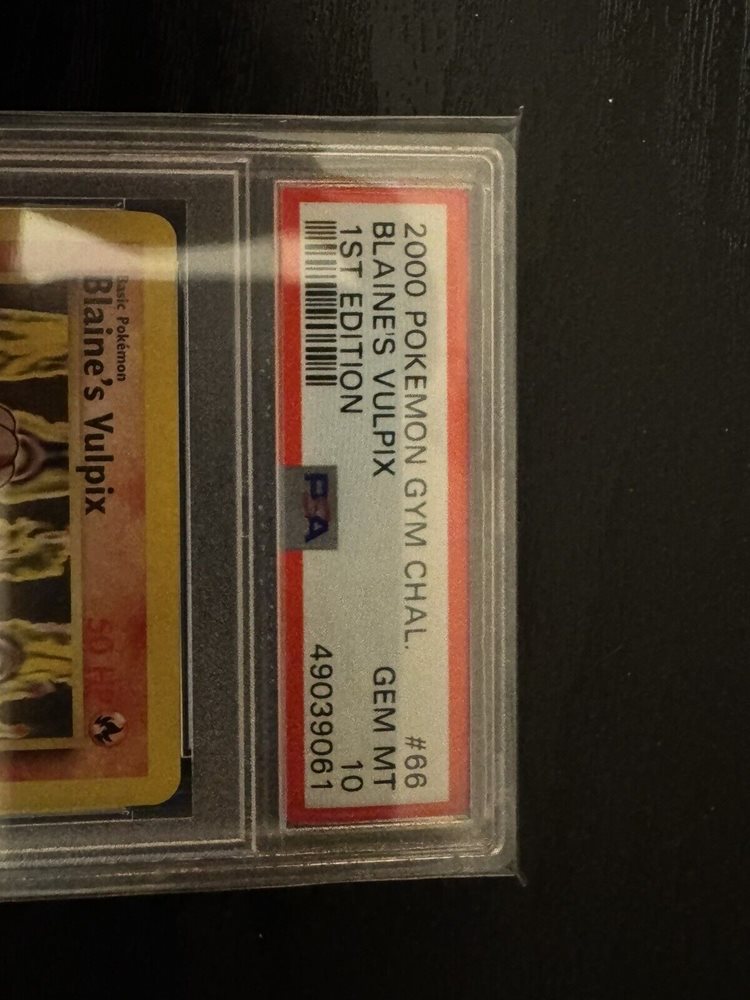 2000 POKEMON GYM CHAL. #66
BLAINE'S VULPIX GEM MT
1ST EDITION 10
PSA 49039061
Basic Pokémon
Blaine's Vulpix 50 HP